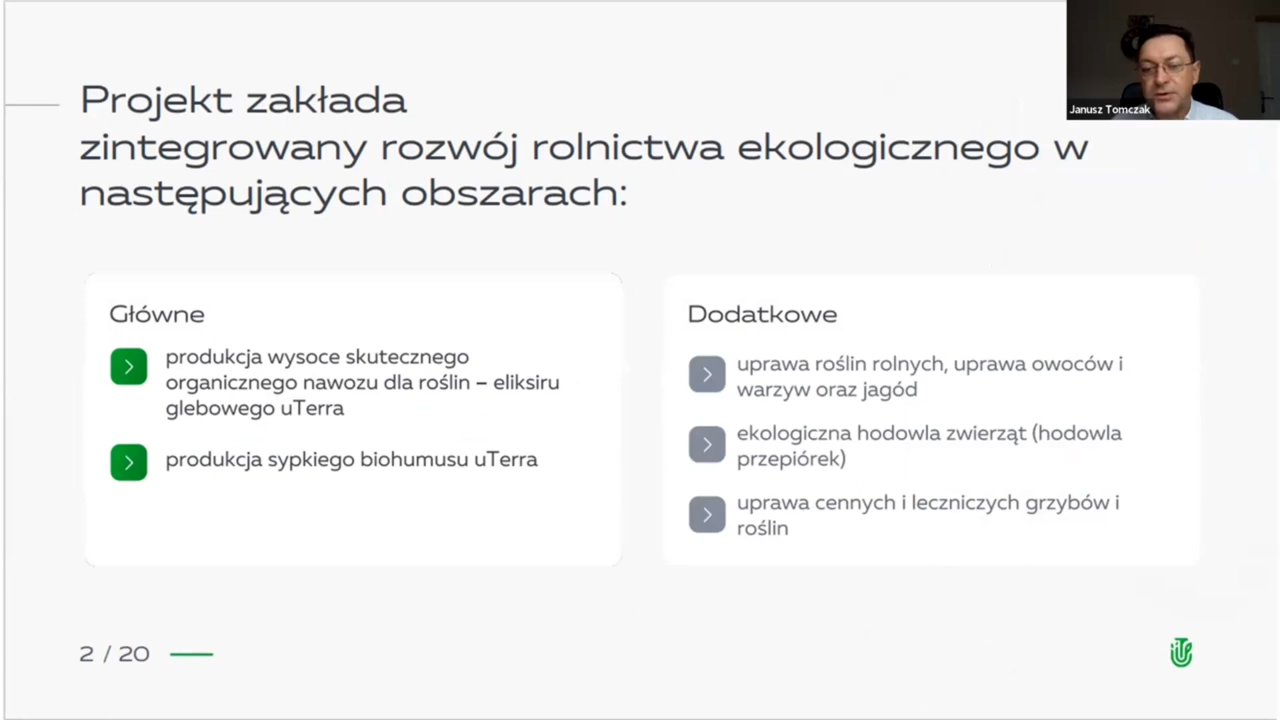 Janusz Tomczak
Projekt zakłada
zintegrowany rozwój rolnictwa ekologicznego w
następujących obszarach:
Główne
produkcja wysoce skutecznego
organicznego nawozu dla roślin – eliksiru
glebowego uTerra
produkcja sypkiego biohumusu uTerra
Dodatkowe
uprawa roślin rolnych, uprawa owoców i
warzyw oraz jagód
ekologiczna hodowla zwierząt (hodowla
przepiórek)
uprawa cennych i leczniczych grzybów i
roślin
2 / 20